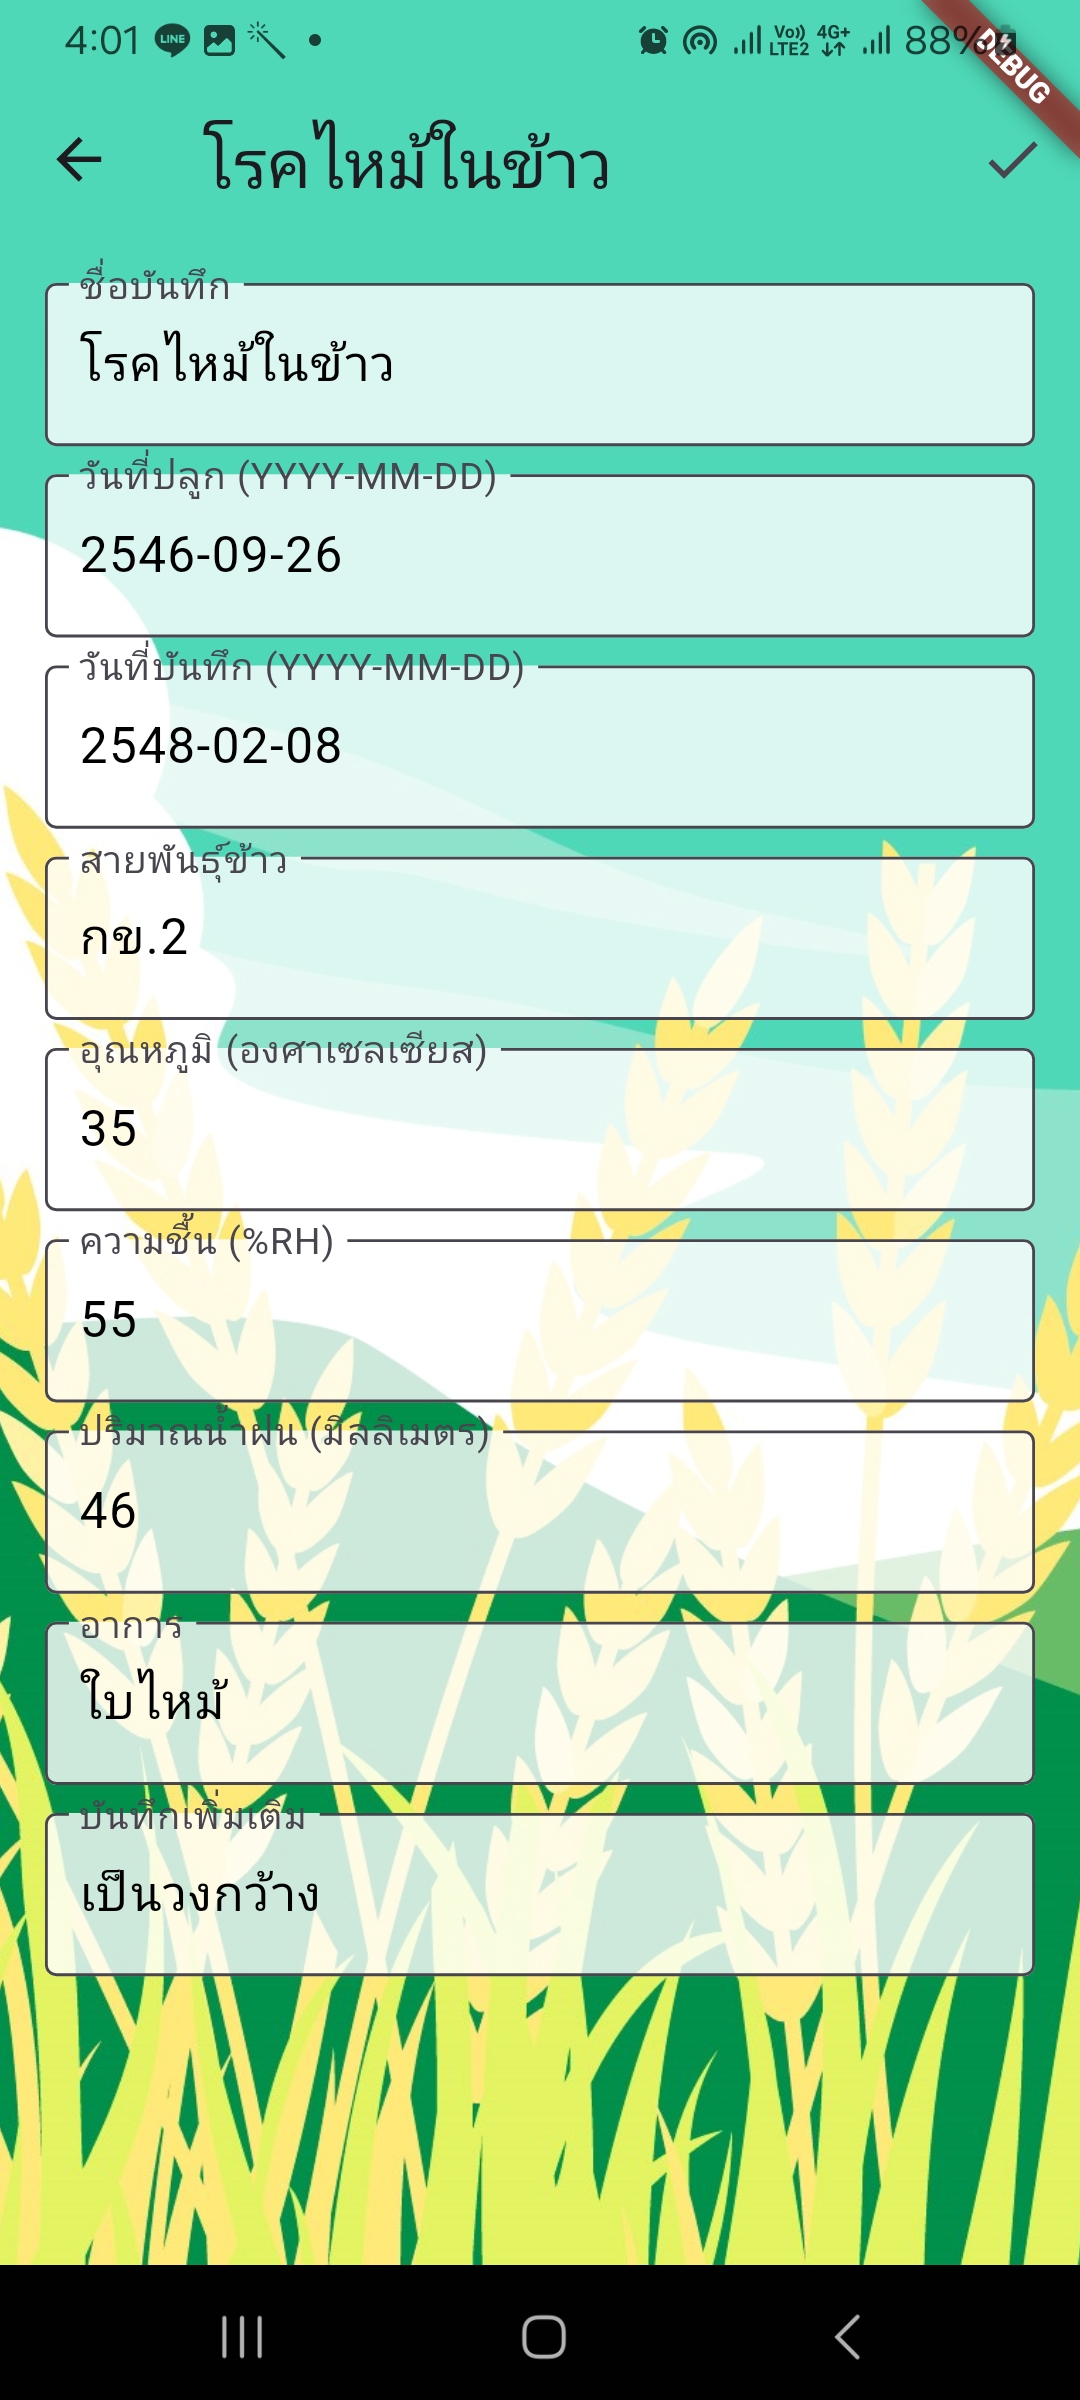 4:01 LINE Vo)) LTE2 4G+ 88%
DEBUG
โรคไหม้ในข้าว
ชื่อบันทึก
โรคไหม้ในข้าว
วันที่ปลูก (YYYY-MM-DD)
2546-09-26
วันที่บันทึก (YYYY-MM-DD)
2548-02-08
สายพันธุ์ข้าว
กข.2
อุณหภูมิ (องศาเซลเซียส)
35
ความชื้น (%RH)
55
ปริมาณน้ำฝน (มิลลิเมตร)
46
อาการ
ใบไหม้
บันทึกเพิ่มเติม
เป็นวงกว้าง